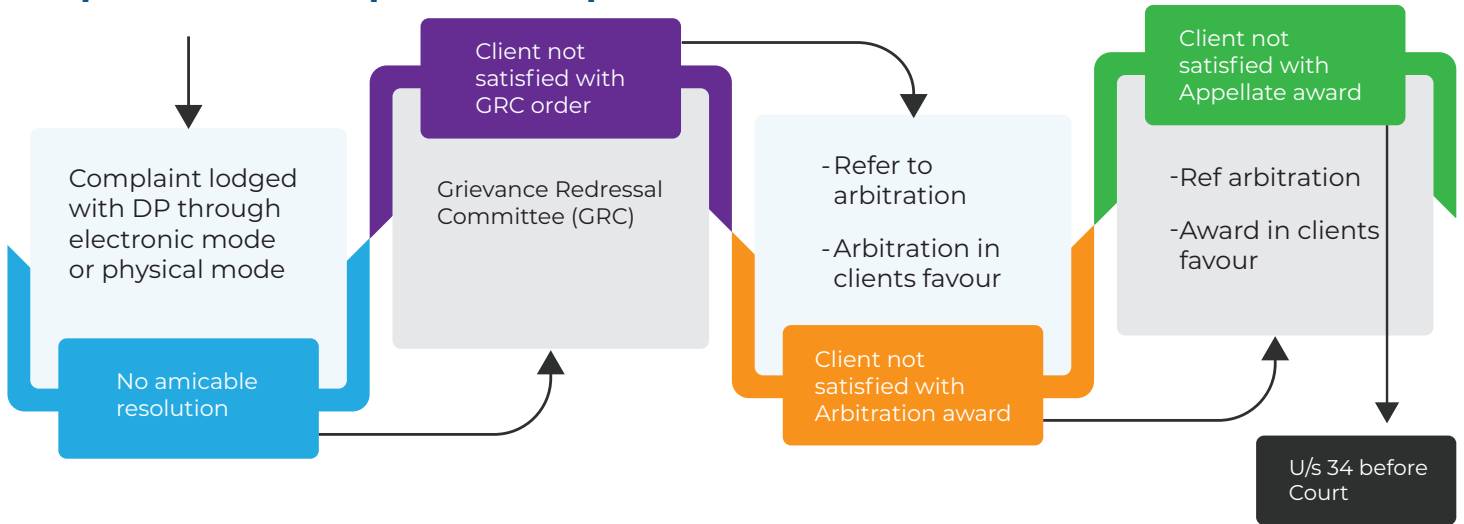 Complaint lodged
with DP through
electronic mode
or physical mode
No amicable
resolution
Client not
satisfied with
GRC order
Grievance Redressal
Committee (GRC)
-Refer to
arbitration
-Arbitration in
clients favour
Client not
satisfied with
Arbitration award
Client not
satisfied with
Appellate award
-Ref arbitration
-Award in clients
favour
U/s 34 before
Court